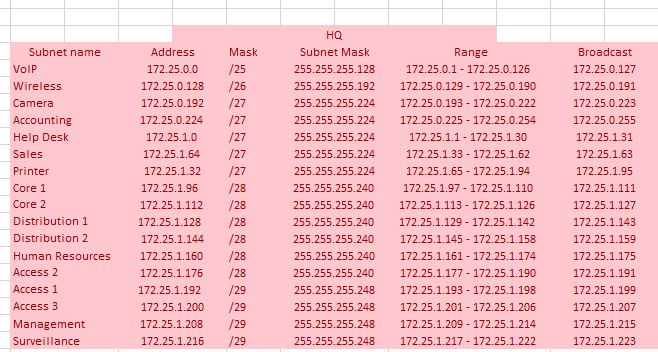 HQ
Subnet name Address Mask Subnet Mask Range Broadcast
VoIP 172.25.0.0 /25 255.255.255.128 172.25.0.1 - 172.25.0.126 172.25.0.127
Wireless 172.25.0.128 /26 255.255.255.192 172.25.0.129 - 172.25.0.190 172.25.0.191
Camera 172.25.0.192 /27 255.255.255.224 172.25.0.193 - 172.25.0.222 172.25.0.223
Accounting 172.25.0.224 /27 255.255.255.224 172.25.0.225 - 172.25.0.254 172.25.0.255
Help Desk 172.25.1.0 /27 255.255.255.224 172.25.1.1 - 172.25.1.30 172.25.1.31
Sales 172.25.1.64 /27 255.255.255.224 172.25.1.33 - 172.25.1.62 172.25.1.63
Printer 172.25.1.32 /27 255.255.255.224 172.25.1.65 - 172.25.1.94 172.25.1.95
Core 1 172.25.1.96 /28 255.255.255.240 172.25.1.97 - 172.25.1.110 172.25.1.111
Core 2 172.25.1.112 /28 255.255.255.240 172.25.1.113 - 172.25.1.126 172.25.1.127
Distribution 1 172.25.1.128 /28 255.255.255.240 172.25.1.129 - 172.25.1.142 172.25.1.143
Distribution 2 172.25.1.144 /28 255.255.255.240 172.25.1.145 - 172.25.1.158 172.25.1.159
Human Resources 172.25.1.160 /28 255.255.255.240 172.25.1.161 - 172.25.1.174 172.25.1.175
Access 2 172.25.1.176 /28 255.255.255.240 172.25.1.177 - 172.25.1.190 172.25.1.191
Access 1 172.25.1.192 /29 255.255.255.248 172.25.1.193 - 172.25.1.198 172.25.1.199
Access 3 172.25.1.200 /29 255.255.255.248 172.25.1.201 - 172.25.1.206 172.25.1.207
Management 172.25.1.208 /29 255.255.255.248 172.25.1.209 - 172.25.1.214 172.25.1.215
Surveillance 172.25.1.216 /29 255.255.255.248 172.25.1.217 - 172.25.1.222 172.25.1.223